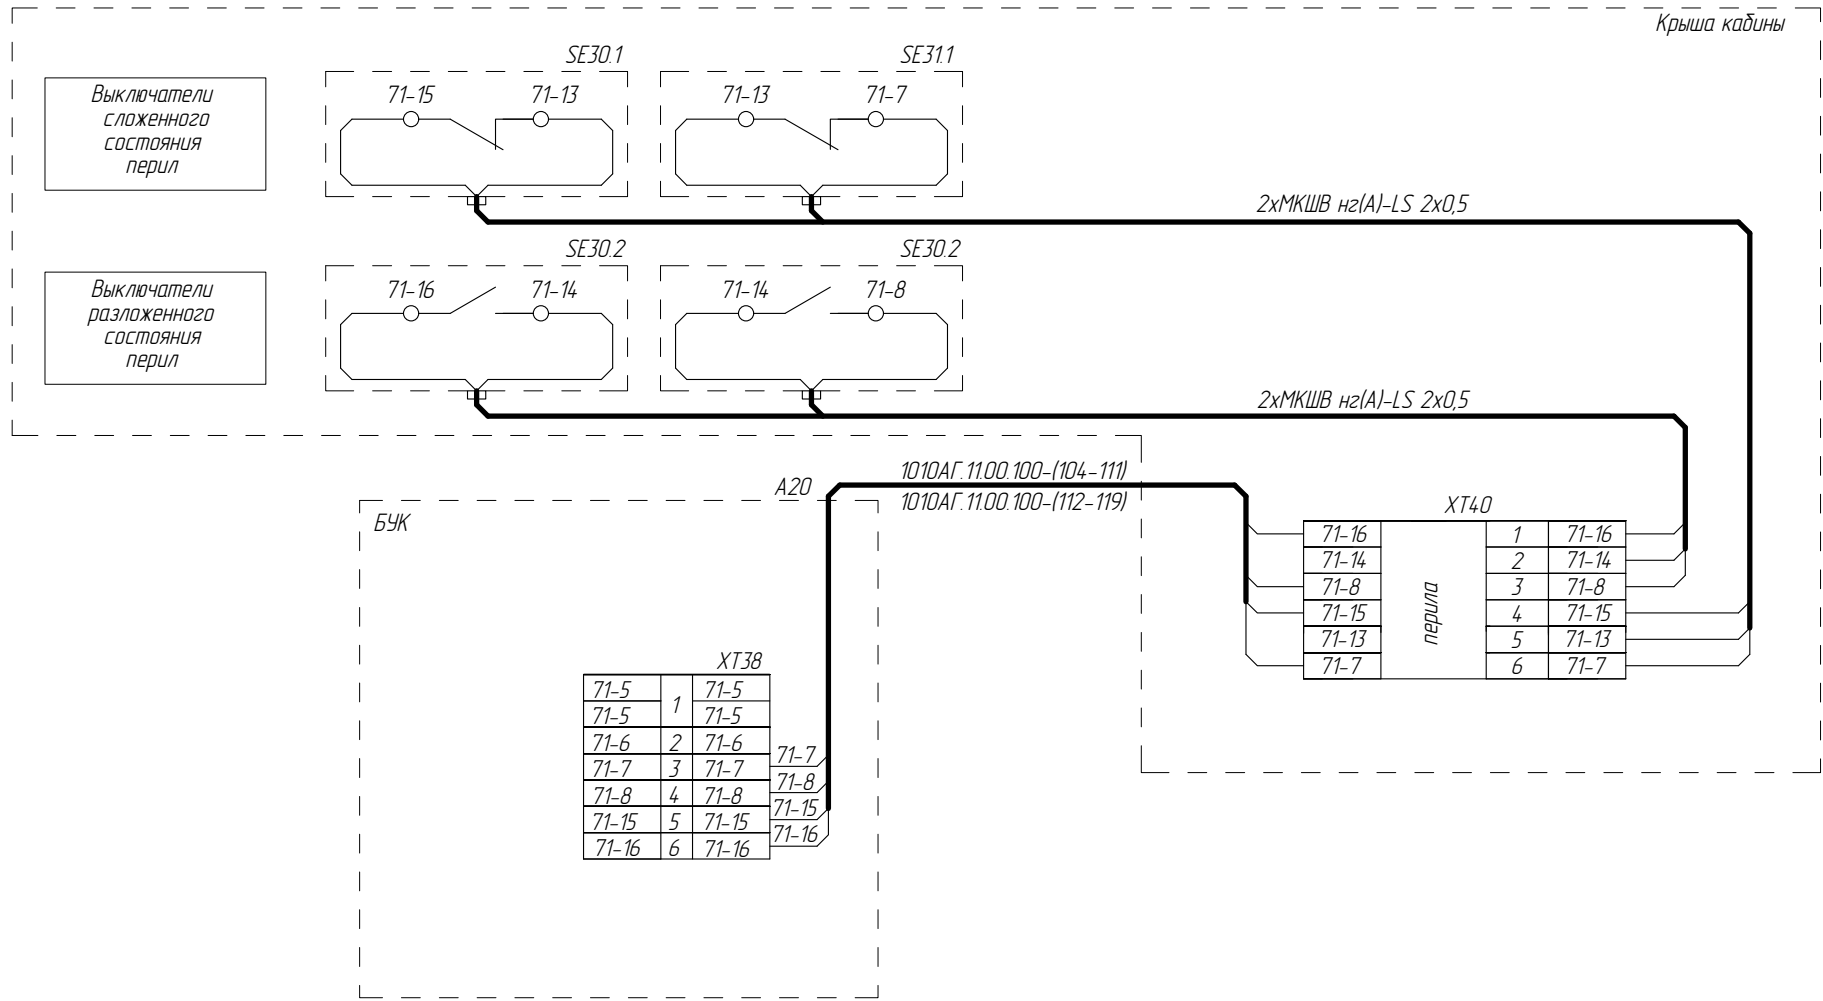 Крыша кабины
SE30.1
SE31.1
Выключатели
сложенного
состояния
перил
71-15
71-13
71-13
71-7
2хМКШВ нг(А)-LS 2х0,5
SE30.2
SE30.2
Выключатели
разложенного
состояния
перил
71-16
71-14
71-14
71-8
2хМКШВ нг(А)-LS 2х0,5
1010АГ.11.00.100-(104-111)
1010АГ.11.00.100-(112-119)
А20
БУК
XT40
71-16 1 71-16
71-14 2 71-14
71-8 3 71-8
71-15 4 71-15
71-13 5 71-13
71-7 6 71-7
перила
XT38
71-5 1 71-5
71-5 71-5
71-6 2 71-6
71-7 3 71-7 71-7
71-8 4 71-8 71-8
71-15 5 71-15 71-15
71-16 6 71-16 71-16